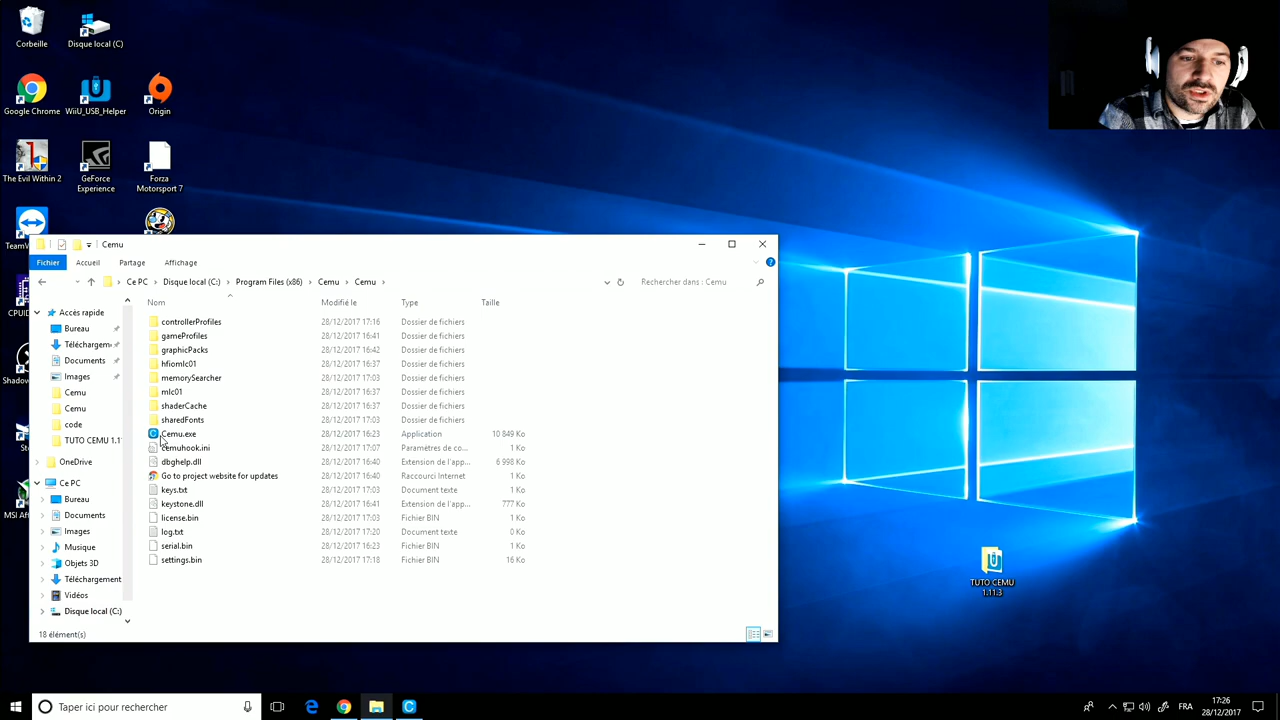 Corbeille
Disque local (C)
Google Chrome
WiiU_USB_Helper
Origin
The Evil Within 2
GeForce
Experience
Forza
Motorsport 7
TeamV
CPUID
Shadow
MSI Aft
Cemu
Fichier
Accueil
Partage
Affichage
Ce PC
Disque local (C:)
Program Files (x86)
Cemu
Cemu
Rechercher dans : Cemu
Nom
Modifié le
Type
Taille
Accès rapide
Bureau
Téléchargem
Documents
Images
Cemu
Cemu
code
TUTO CEMU 1.1
OneDrive
Ce PC
Bureau
Documents
Images
Musique
Objets 3D
Téléchargement
Vidéos
Disque local (C:)
controllerProfiles 28/12/2017 17:16 Dossier de fichiers
gameProfiles 28/12/2017 16:41 Dossier de fichiers
graphicPacks 28/12/2017 16:42 Dossier de fichiers
hfiomlc01 28/12/2017 16:37 Dossier de fichiers
memorySearcher 28/12/2017 17:03 Dossier de fichiers
mlc01 28/12/2017 16:37 Dossier de fichiers
shaderCache 28/12/2017 16:37 Dossier de fichiers
sharedFonts 28/12/2017 17:03 Dossier de fichiers
Cemu.exe 28/12/2017 16:23 Application 10 849 Ko
cemuhook.ini 28/12/2017 17:07 Paramètres de co... 1 Ko
dbghelp.dll 28/12/2017 16:40 Extension de l'app... 6 998 Ko
Go to project website for updates 28/12/2017 16:40 Raccourci Internet 1 Ko
keys.txt 28/12/2017 17:03 Document texte 1 Ko
keystone.dll 28/12/2017 16:41 Extension de l'app... 777 Ko
license.bin 28/12/2017 17:03 Fichier BIN 1 Ko
log.txt 28/12/2017 17:20 Document texte 0 Ko
serial.bin 28/12/2017 16:23 Fichier BIN 1 Ko
settings.bin 28/12/2017 17:18 Fichier BIN 16 Ko
18 élément(s)
TUTO CEMU
1.11.3
Taper ici pour rechercher
FRA
17:26
28/12/2017